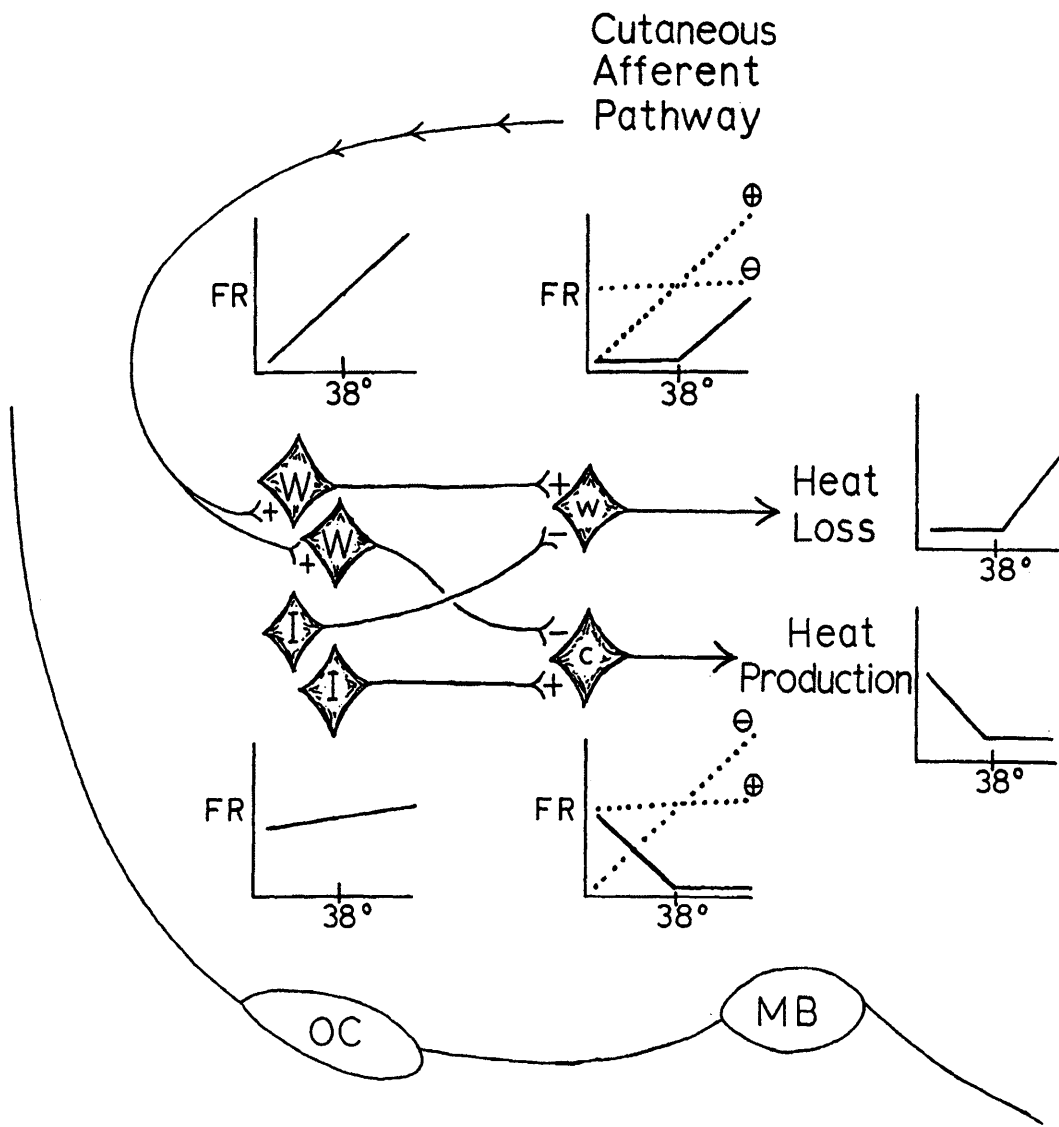 Cutaneous
Afferent
Pathway
FR
38°
⊕
⊖
FR
38°
W
+
W
+
I
I
+
w
−
−
c
+
Heat
Loss
38°
Heat
Production
38°
FR
38°
⊖
⊕
FR
38°
OC
MB